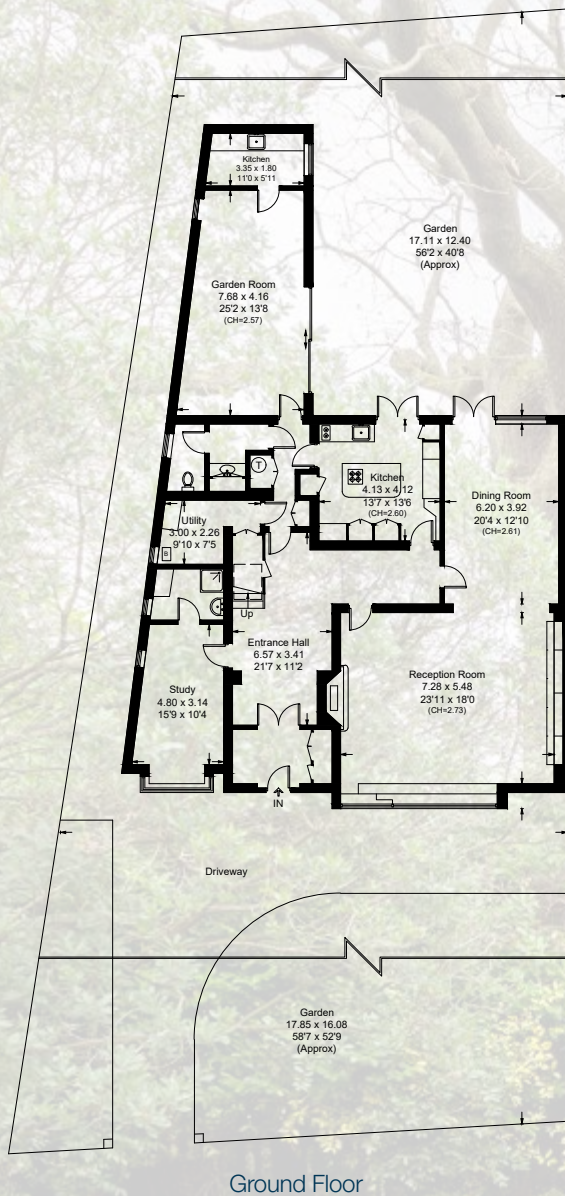 Kitchen
3.35 x 1.80
11'0 x 5'11
Garden
17.11 x 12.40
56'2 x 40'8
(Approx)
Garden Room
7.68 x 4.16
25'2 x 13'8
(CH=2.57)
T
Kitchen
4.13 x 4.12
13'7 x 13'6
(CH=2.60)
Dining Room
6.20 x 3.92
20'4 x 12'10
(CH=2.61)
Utility
3.00 x 2.26
9'10 x 7'5
Up
Entrance Hall
6.57 x 3.41
21'7 x 11'2
Reception Room
7.28 x 5.48
23'11 x 18'0
(CH=2.73)
Study
4.80 x 3.14
15'9 x 10'4
IN
Driveway
Garden
17.85 x 16.08
58'7 x 52'9
(Approx)
Ground Floor